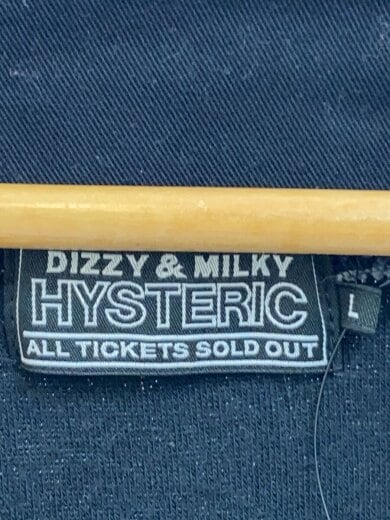 DIZZY & MILKY
HYSTERIC
ALL TICKETS SOLD OUT
L